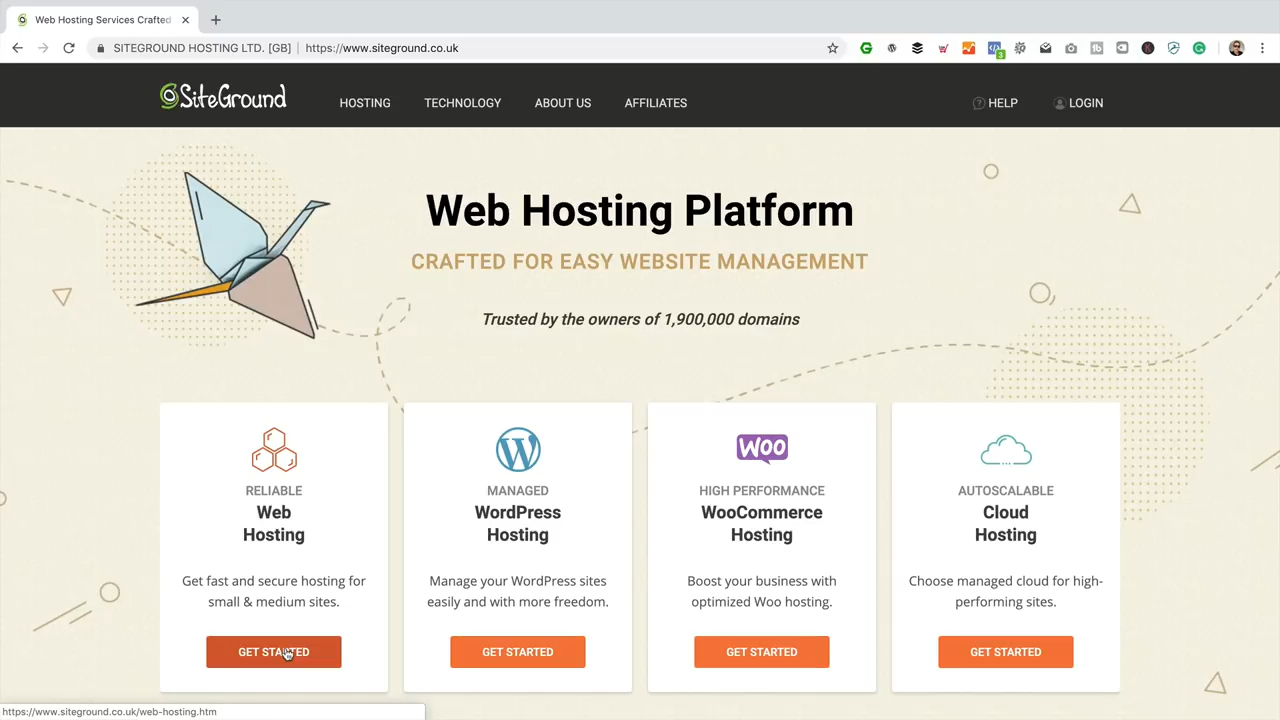 Web Hosting Services Crafted
SITEGROUND HOSTING LTD. [GB] | https://www.siteground.co.uk
3
SiteGround
HOSTING
TECHNOLOGY
ABOUT US
AFFILIATES
HELP
LOGIN
Web Hosting Platform
CRAFTED FOR EASY WEBSITE MANAGEMENT
Trusted by the owners of 1,900,000 domains
RELIABLE
Web
Hosting
Get fast and secure hosting for
small & medium sites.
GET STARTED
MANAGED
WordPress
Hosting
Manage your WordPress sites
easily and with more freedom.
GET STARTED
WOO
HIGH PERFORMANCE
WooCommerce
Hosting
Boost your business with
optimized Woo hosting.
GET STARTED
AUTOSCALABLE
Cloud
Hosting
Choose managed cloud for high-
performing sites.
GET STARTED
https://www.siteground.co.uk/web-hosting.htm